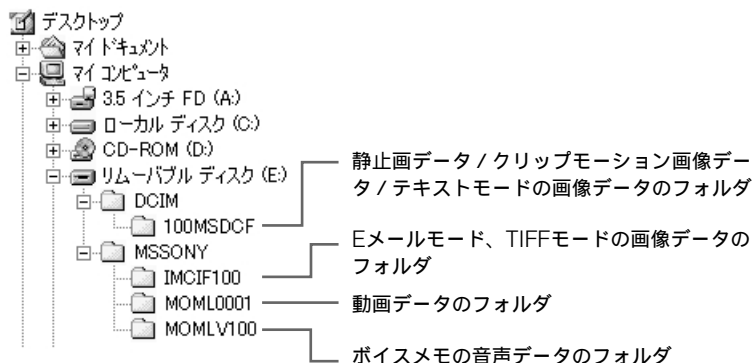 デスクトップ
マイ ドキュメント
マイ コンピュータ
3.5 インチ FD (A:)
ローカル ディスク (C:)
CD-ROM (D:)
リムーバブル ディスク (E:)
DCIM
100MSDCF
MSSONY
IMCIF100
MOML0001
MOMLV100
静止画データ / クリップモーション画像デー
タ / テキストモードの画像データのフォルダ
Eメールモード、TIFFモードの画像データの
フォルダ
動画データのフォルダ
ボイスメモの音声データのフォルダ